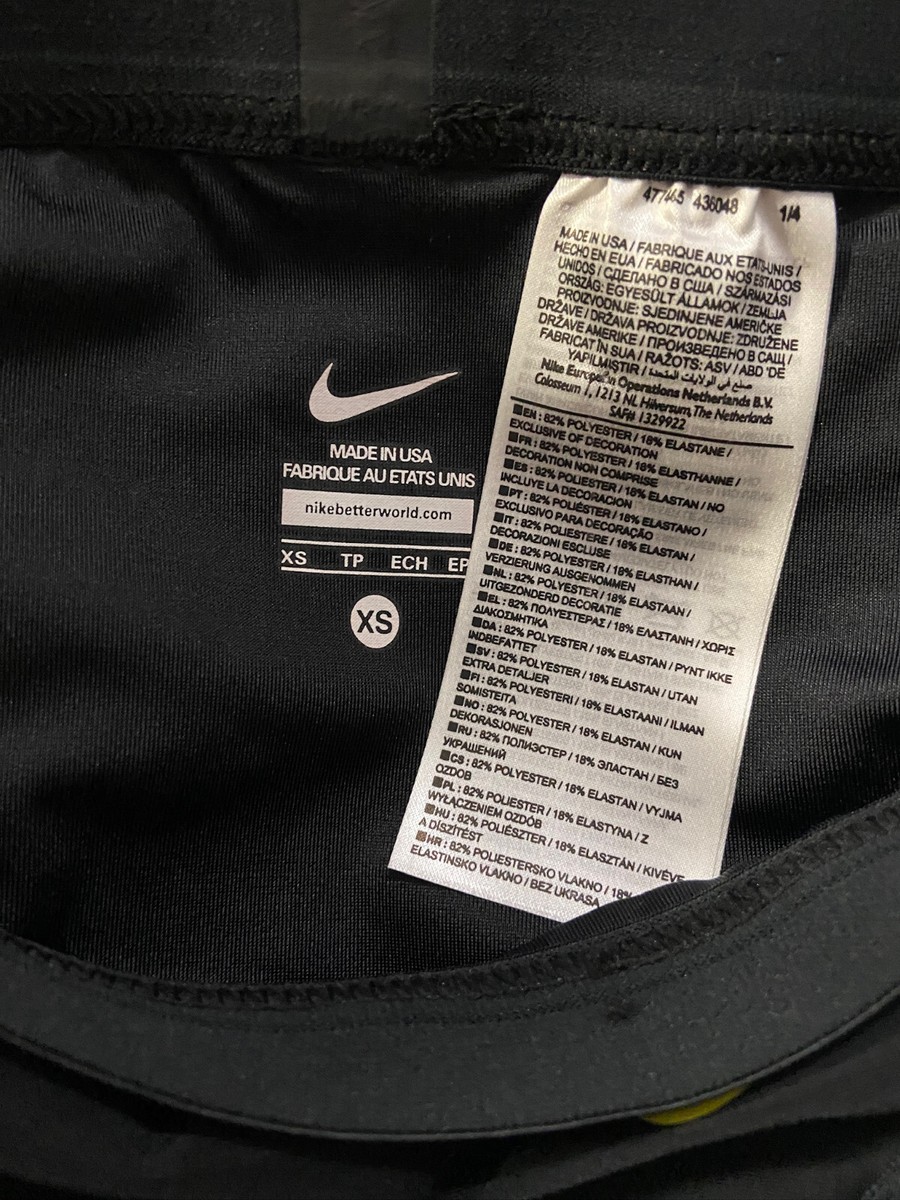 MADE IN USA
FABRIQUE AU ETATS UNIS
nikebetterworld.com
XS TP ECH EP
XS
477465 436048 1/4
MADE IN USA / FABRIQUE AUX ETATS-UNIS /
HECHO EN EUA / FABRICADO NOS ESTADOS
UNIDOS / СДЕЛАНО В США / SZÁRMAZÁSI
ORSZÁG: EGYESÜLT ÁLLAMOK / ZEMLJA
PROIZVODNJE: SJEDINJENE AMERIČKE
DRŽAVE / DRŽAVA PROIZVODNJE: ZDRUŽENE
DRŽAVE AMERIKE / ПРОИЗВЕДЕНО В САЩ /
FABRICAT ÎN SUA / RAŽOTS: ASV / ABD 'DE
YAPILMIŞTIR / صنع في الولايات المتحدة
Nike European Operations Netherlands B.V.
Colosseum 1, 1213 NL Hilversum, The Netherlands
SAF# 1329922
EN : 82% POLYESTER / 18% ELASTANE /
EXCLUSIVE OF DECORATION
FR : 82% POLYESTER / 18% ELASTHANNE /
DECORATION NON COMPRISE
ES : 82% POLIESTER / 18% ELASTAN / NO
INCLUYE LA DECORACION
PT : 82% POLIÉSTER / 18% ELASTANO /
EXCLUSIVO PARA DECORAÇÃO
IT : 82% POLIESTERE / 18% ELASTAN /
DECORAZIONI ESCLUSE
DE : 82% POLYESTER / 18% ELASTHAN /
VERZIERUNG AUSGENOMMEN
NL : 82% POLYESTER / 18% ELASTAAN /
UITGEZONDERD DECORATIE
EL : 82% ΠΟΛΥΕΣΤΕΡΑΣ / 18% ΕΛΑΣΤΑΝΗ / ΧΩΡΙΣ
ΔΙΑΚΟΣΜΗΤΙΚΑ
DA : 82% POLYESTER / 18% ELASTAN / PYNT IKKE
INDBEFATTET
SV : 82% POLYESTER / 18% ELASTAN / UTAN
EXTRA DETALJER
FI : 82% POLYESTERI / 18% ELASTAANI / ILMAN
SOMISTEITA
NO : 82% POLYESTER / 18% ELASTAN / KUN
DEKORASJONEN
RU : 82% ПОЛИЭСТЕР / 18% ЭЛАСТАН / БЕЗ
УКРАШЕНИЙ
CS : 82% POLYESTER / 18% ELASTAN / VYJMA
OZDOB
PL : 82% POLIESTER / 18% ELASTYNA / Z
WYŁĄCZENIEM OZDÓB
HU : 82% POLIÉSZTER / 18% ELASZTÁN / KIVÉVE
A DÍSZÍTÉST
HR : 82% POLIESTERSKO VLAKNO / 18%
ELASTINSKO VLAKNO / BEZ UKRASA